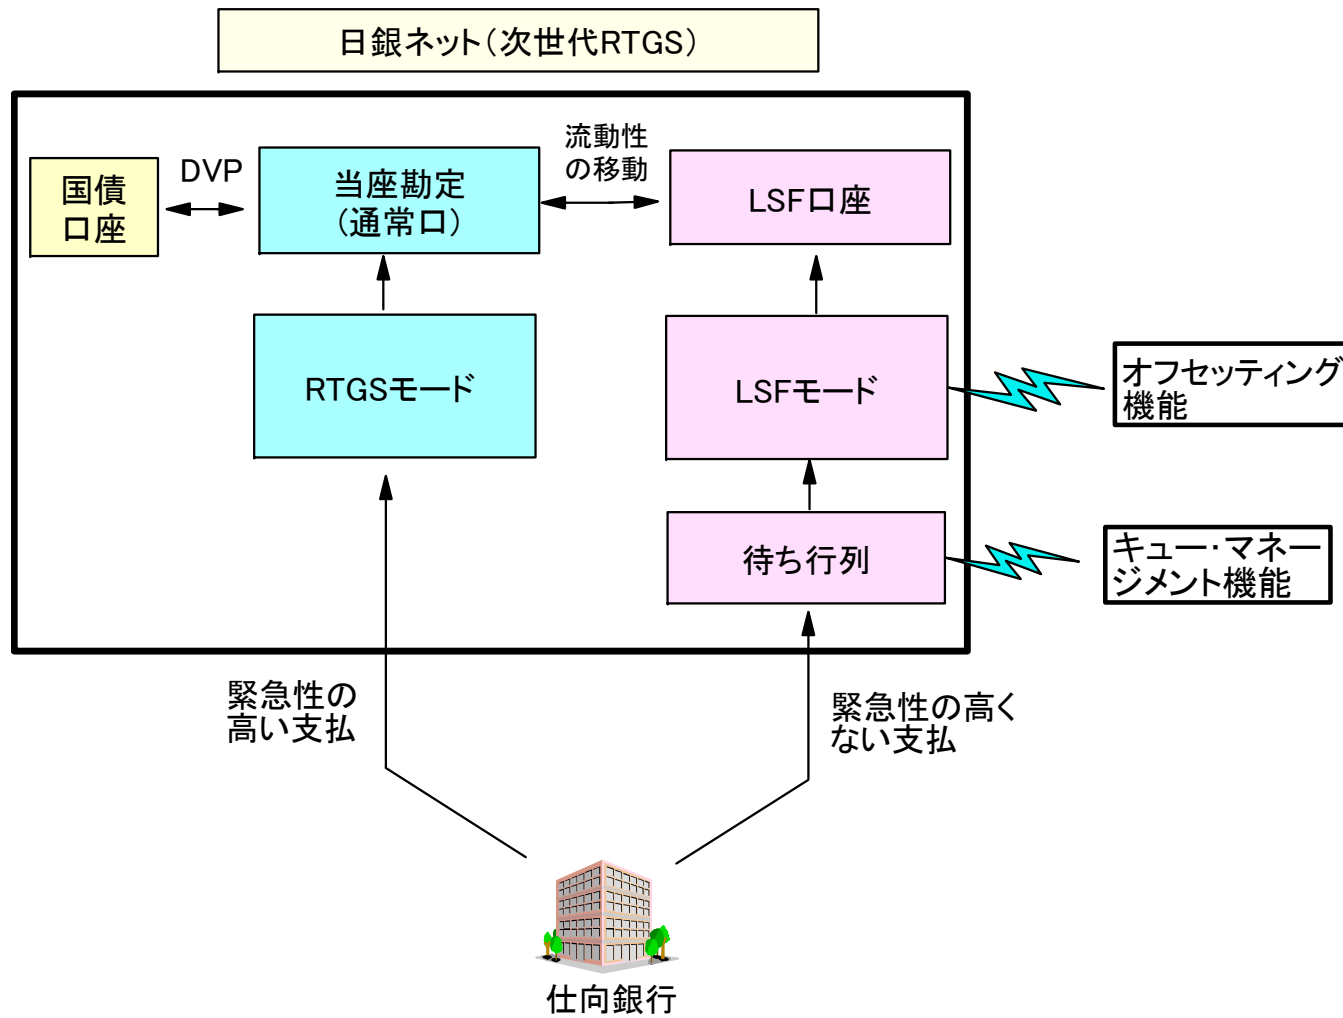 日銀ネット（次世代RTGS）
国債
口座
DVP
当座勘定
（通常口）
流動性
の移動
LSF口座
RTGSモード
LSFモード
オフセッティング
機能
待ち行列
キュー・マネー
ジメント機能
緊急性の
高い支払
緊急性の高く
ない支払
仕向銀行